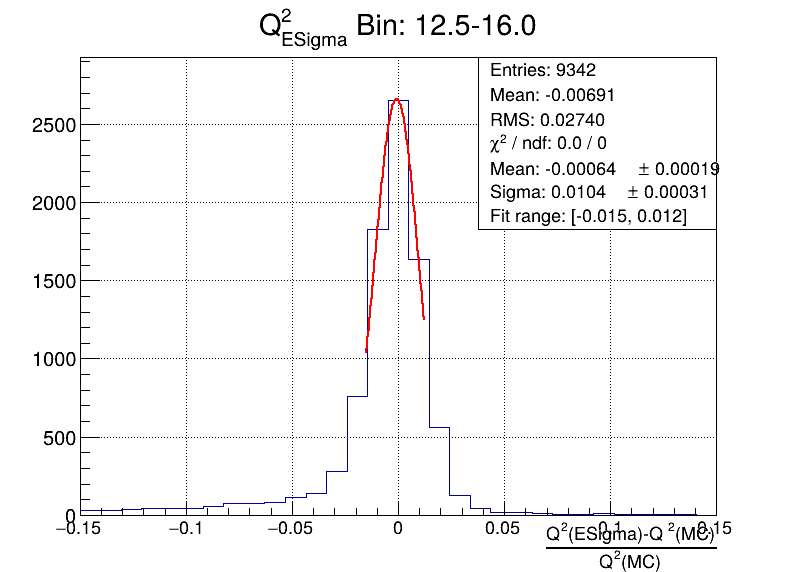 Q²ESigma Bin: 12.5-16.0
Entries: 9342
Mean: -0.00691
RMS: 0.02740
χ² / ndf: 0.0 / 0
Mean: -0.00064 ± 0.00019
Sigma: 0.0104 ± 0.00031
Fit range: [-0.015, 0.012]
2500
2000
1500
1000
500
0
−0.15 −0.1 −0.05 0 0.05 0.1 0.15
Q²(ESigma)-Q²(MC)
Q²(MC)